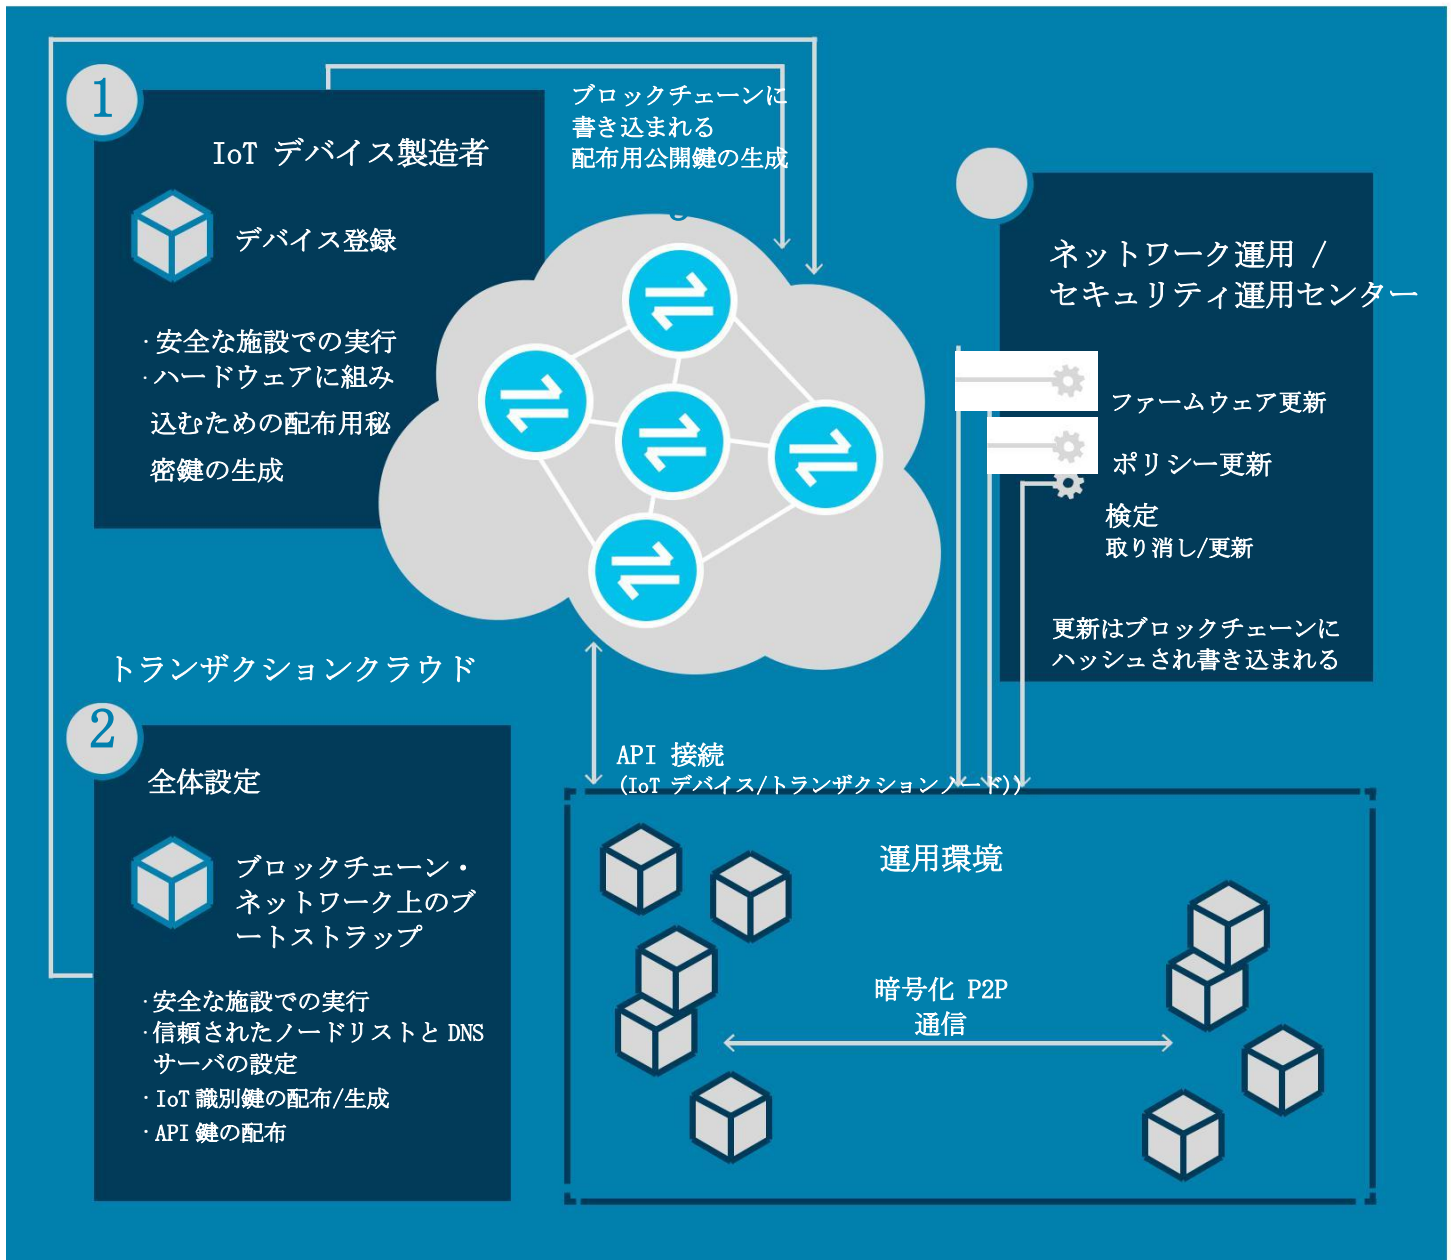 1
IoT デバイス製造者
デバイス登録
・安全な施設での実行
・ハードウェアに組み
込むための配布用秘
密鍵の生成
ブロックチェーンに
書き込まれる
配布用公開鍵の生成
ネットワーク運用 /
セキュリティ運用センター
ファームウェア更新
ポリシー更新
検定
取り消し/更新
更新はブロックチェーンに
ハッシュされ書き込まれる
トランザクションクラウド
2
全体設定
ブロックチェーン・
ネットワーク上のブ
ートストラップ
・安全な施設での実行
・信頼されたノードリストと DNS
サーバの設定
・IoT 識別鍵の配布/生成
・API 鍵の配布
API 接続
(IoT デバイス/トランザクションノード))
運用環境
暗号化 P2P
通信